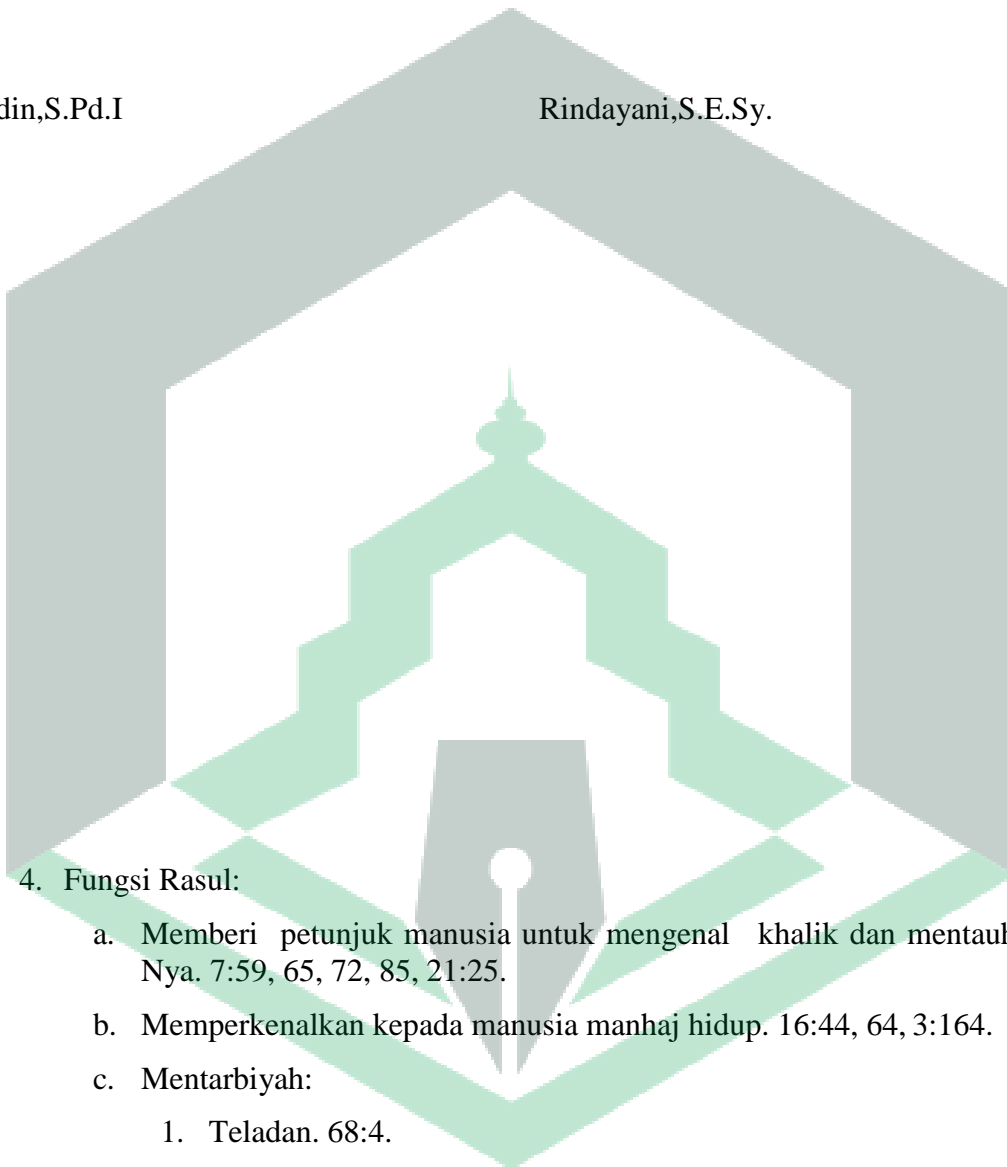 din,S.Pd.I Rindayani,S.E.Sy.
4. Fungsi Rasul:
a. Memberi petunjuk manusia untuk mengenal khalik dan mentauh
Nya. 7:59, 65, 72, 85, 21:25.
b. Memperkenalkan kepada manusia manhaj hidup. 16:44, 64, 3:164.
c. Mentarbiyah:
1. Teladan. 68:4.